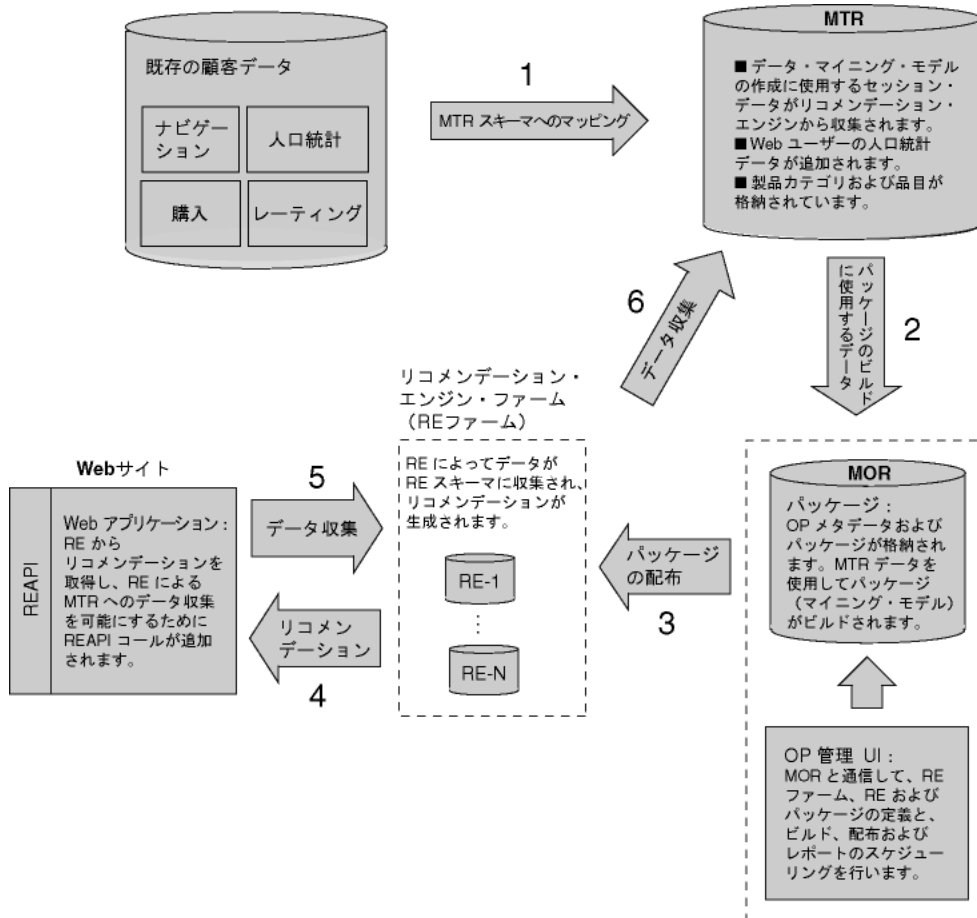 既存の顧客データ
ナビゲー
ション
人口統計
購入
レーティング
1
MTR スキーマへのマッピング
MTR
■ データ・マイニング・モデル
の作成に使用するセッション・
データがリコメンデーション・
エンジンから収集されます。
■ Web ユーザーの人口統計
データが追加されます。
■ 製品カテゴリおよび品目が
格納されています。
パッケージのビルド
に使用するデータ
2
6
データ収集
リコメンデーション・
エンジン・ファーム
(REファーム)
RE によってデータが
RE スキーマに収集され、
リコメンデーションが
生成されます。
RE-1
⋮
RE-N
Webサイト
REAPI
Web アプリケーション:
RE から
リコメンデーションを
取得し、RE による
MTR へのデータ収集
を可能にするために
REAPI コールが追加
されます。
5
データ収集
リコメン
デーション
4
パッケージ
の配布
3
MOR
パッケージ:
OP メタデータおよび
パッケージが格納されま
す。MTR データを
使用してパッケージ
(マイニング・モデル)
がビルドされます。
OP 管理 UI:
MOR と通信して、RE
ファーム、RE および
パッケージの定義と、
ビルド、配布および
レポートのスケジュー
リングを行います。